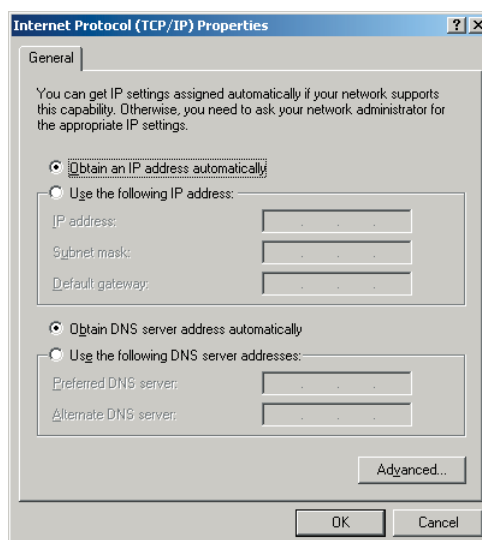 Internet Protocol (TCP/IP) Properties
General
You can get IP settings assigned automatically if your network supports
this capability. Otherwise, you need to ask your network administrator for
the appropriate IP settings.
Obtain an IP address automatically
Use the following IP address:
IP address:
Subnet mask:
Default gateway:
Obtain DNS server address automatically
Use the following DNS server addresses:
Preferred DNS server:
Alternate DNS server:
Advanced...
OK Cancel